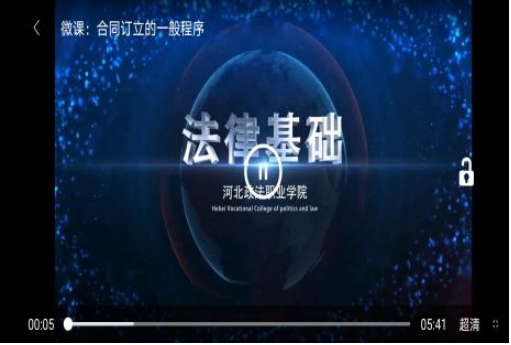 微课：合同订立的一般程序
法律基础
河北政法职业学院
Hebei Vocational College of politics and law
00:05
05:41
超清